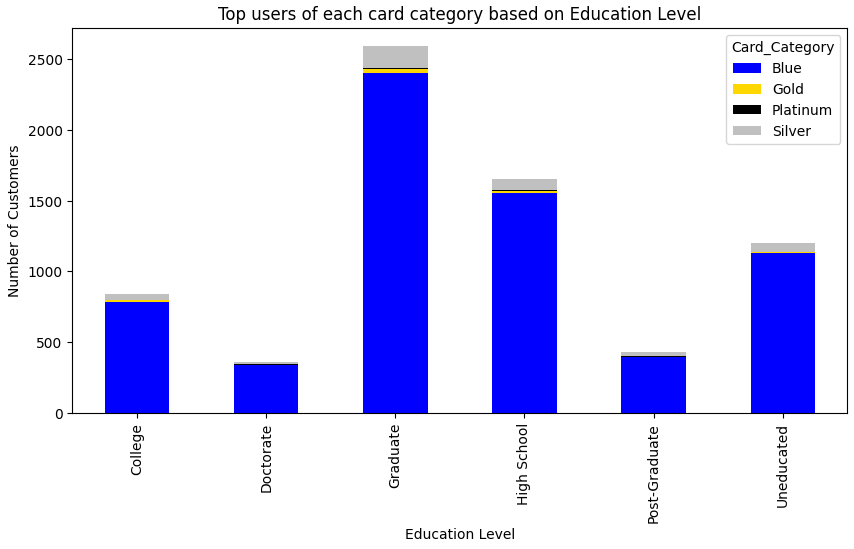 Top users of each card category based on Education Level
Card_Category
Blue
Gold
Platinum
Silver
Number of Customers
2500
2000
1500
1000
500
0
College
Doctorate
Graduate
High School
Post-Graduate
Uneducated
Education Level